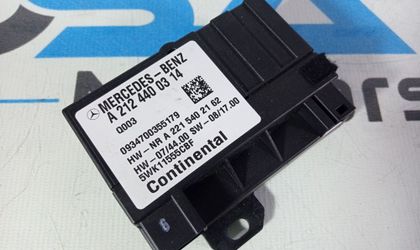 MERCEDES-BENZ
A 212 440 03 14
Q003
0934700355179
HW-NR A 221 540 21 62
HW-07/44.00 SW-08/17.00
5WK11555CBF
Continental